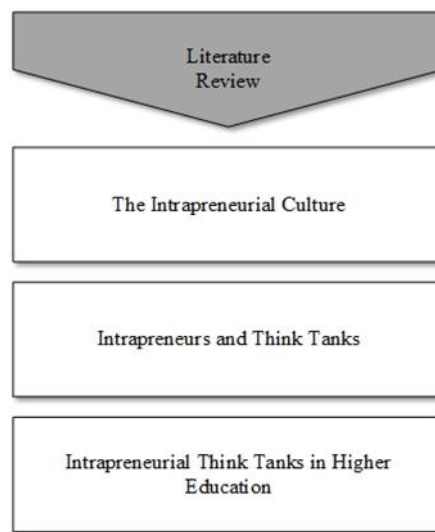 Literature
Review
The Intrapreneurial Culture
Intrapreneurs and Think Tanks
Intrapreneurial Think Tanks in Higher
Education